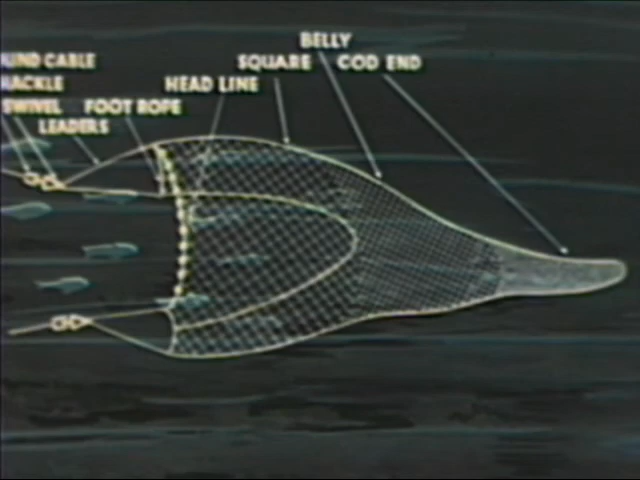 BELLY
UND CABLE
SQUARE
COD END
HACKLE
HEAD LINE
SWIVEL
FOOT ROPE
LEADERS